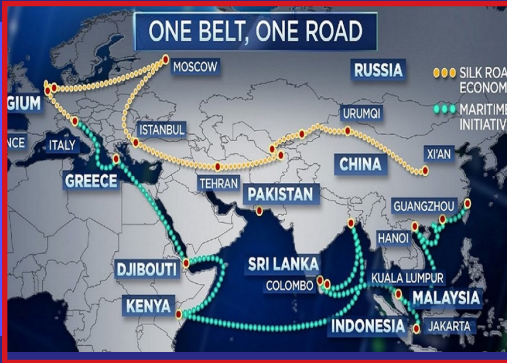 ONE BELT, ONE ROAD
MOSCOW
RUSSIA
SILK ROA
ECONOM
MARITIM
INITIATIV
GIUM
URUMQI
NCE
ITALY
ISTANBUL
XI'AN
CHINA
GREECE
TEHRAN
PAKISTAN
GUANGZHOU
HANOI
DJIBOUTI
SRI LANKA
COLOMBO
KUALA LUMPUR
MALAYSIA
KENYA
INDONESIA
JAKARTA